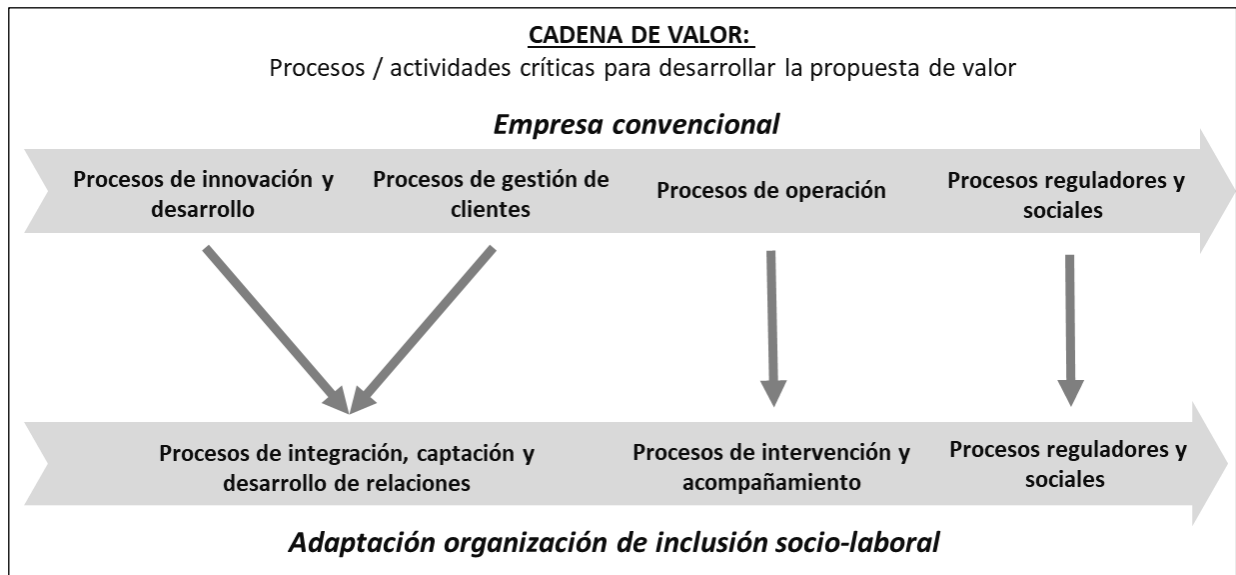 CADENA DE VALOR:
Procesos / actividades críticas para desarrollar la propuesta de valor
Empresa convencional
Procesos de innovación y
desarrollo
Procesos de gestión de
clientes
Procesos de operación
Procesos reguladores y
sociales
Procesos de integración, captación y
desarrollo de relaciones
Procesos de intervención y
acompañamiento
Procesos reguladores y
sociales
Adaptación organización de inclusión socio-laboral